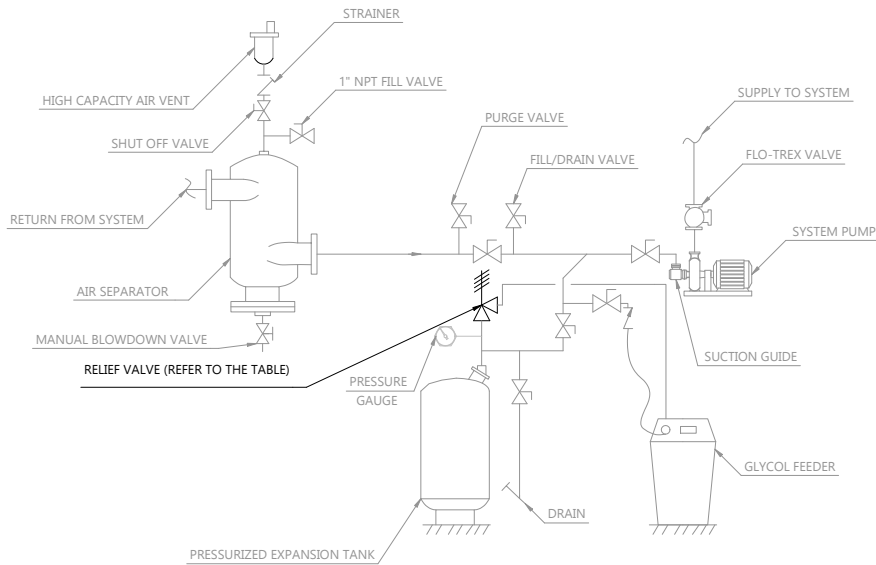 STRAINER
HIGH CAPACITY AIR VENT
1" NPT FILL VALVE
SHUT OFF VALVE
PURGE VALVE
FILL/DRAIN VALVE
SUPPLY TO SYSTEM
FLO-TREX VALVE
RETURN FROM SYSTEM
SYSTEM PUMP
AIR SEPARATOR
MANUAL BLOWDOWN VALVE
RELIEF VALVE (REFER TO THE TABLE)
PRESSURE
GAUGE
SUCTION GUIDE
GLYCOL FEEDER
DRAIN
PRESSURIZED EXPANSION TANK